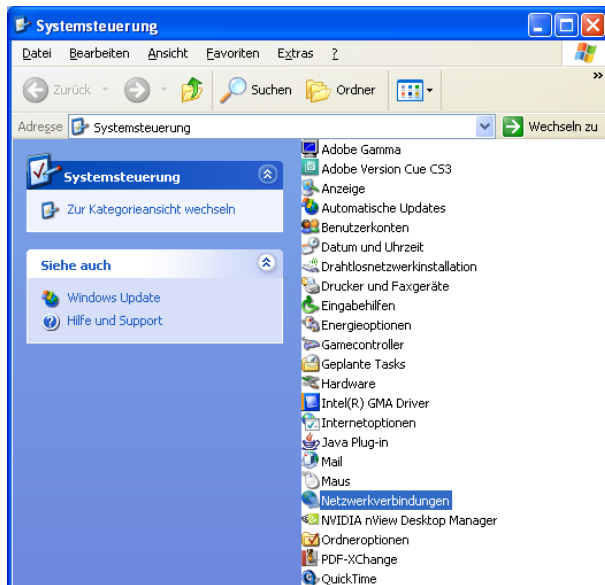 Systemsteuerung
Datei Bearbeiten Ansicht Favoriten Extras ?
Zurück Suchen Ordner
»
Adresse Systemsteuerung Wechseln zu
Systemsteuerung
Zur Kategorieansicht wechseln
Siehe auch
Windows Update
Hilfe und Support
Adobe Gamma
Adobe Version Cue CS3
Anzeige
Automatische Updates
Benutzerkonten
Datum und Uhrzeit
Drahtlosnetzwerkinstallation
Drucker und Faxgeräte
Eingabehilfen
Energieoptionen
Gamecontroller
Geplante Tasks
Hardware
Intel(R) GMA Driver
Internetoptionen
Java Plug-in
Mail
Maus
Netzwerkverbindungen
NVIDIA nView Desktop Manager
Ordneroptionen
PDF-XChange
QuickTime